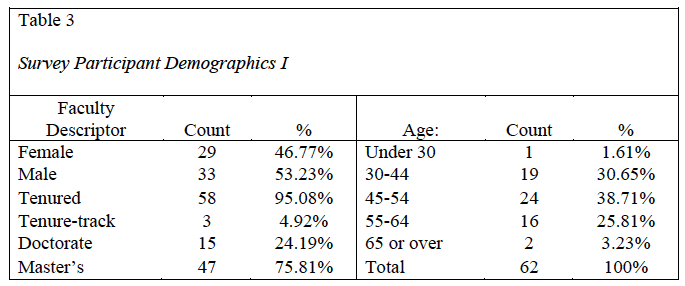 Table 3
Survey Participant Demographics I
Faculty
Descriptor Count % Age: Count %
Female 29 46.77% Under 30 1 1.61%
Male 33 53.23% 30-44 19 30.65%
Tenured 58 95.08% 45-54 24 38.71%
Tenure-track 3 4.92% 55-64 16 25.81%
Doctorate 15 24.19% 65 or over 2 3.23%
Master’s 47 75.81% Total 62 100%